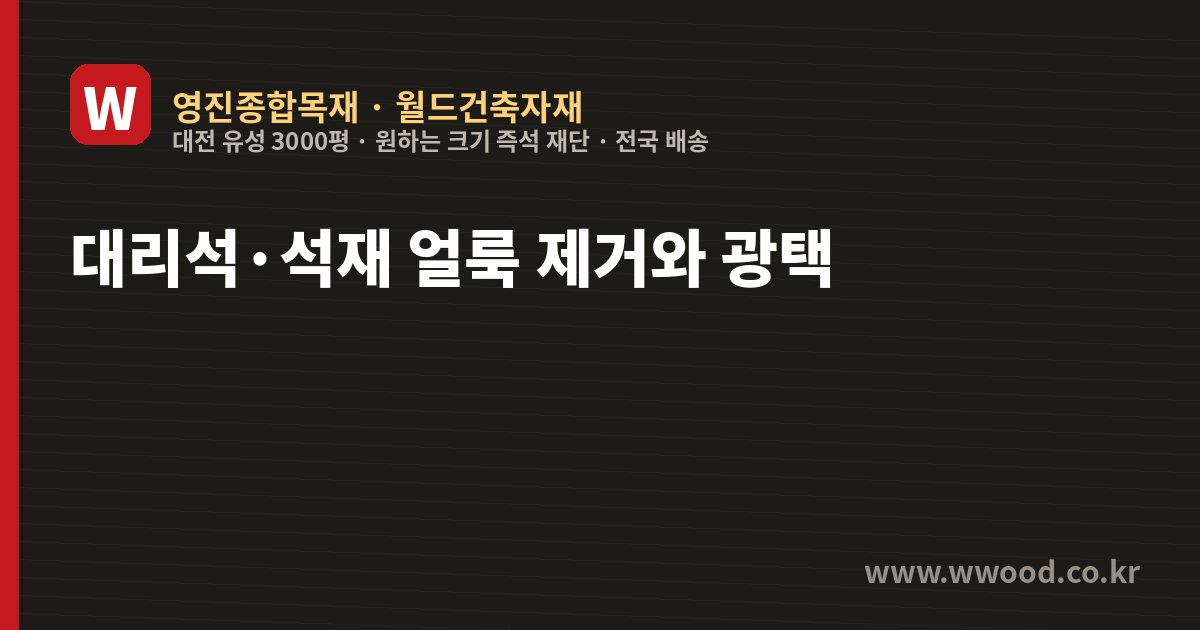 W
영진종합목재 · 월드건축자재
대전 유성 3000평 · 원하는 크기 즉석 재단 · 전국 배송
대리석·석재 얼룩 제거와 광택
www.wwood.co.kr